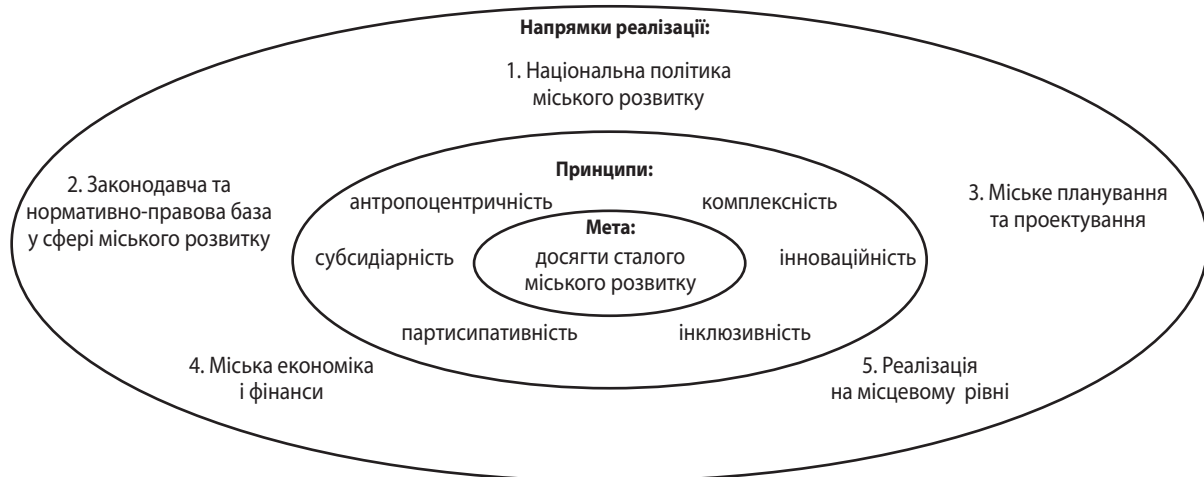 Напрямки реалізації:
1. Національна політика
міського розвитку
2. Законодавча та
нормативно-правова база
у сфері міського розвитку
3. Міське планування
та проектування
Принципи:
антропоцентричність
комплексність
субсидіарність
Мета:
досягти сталого
міського розвитку
інноваційність
партисипативність
інклюзивність
4. Міська економіка
і фінанси
5. Реалізація
на місцевому рівні